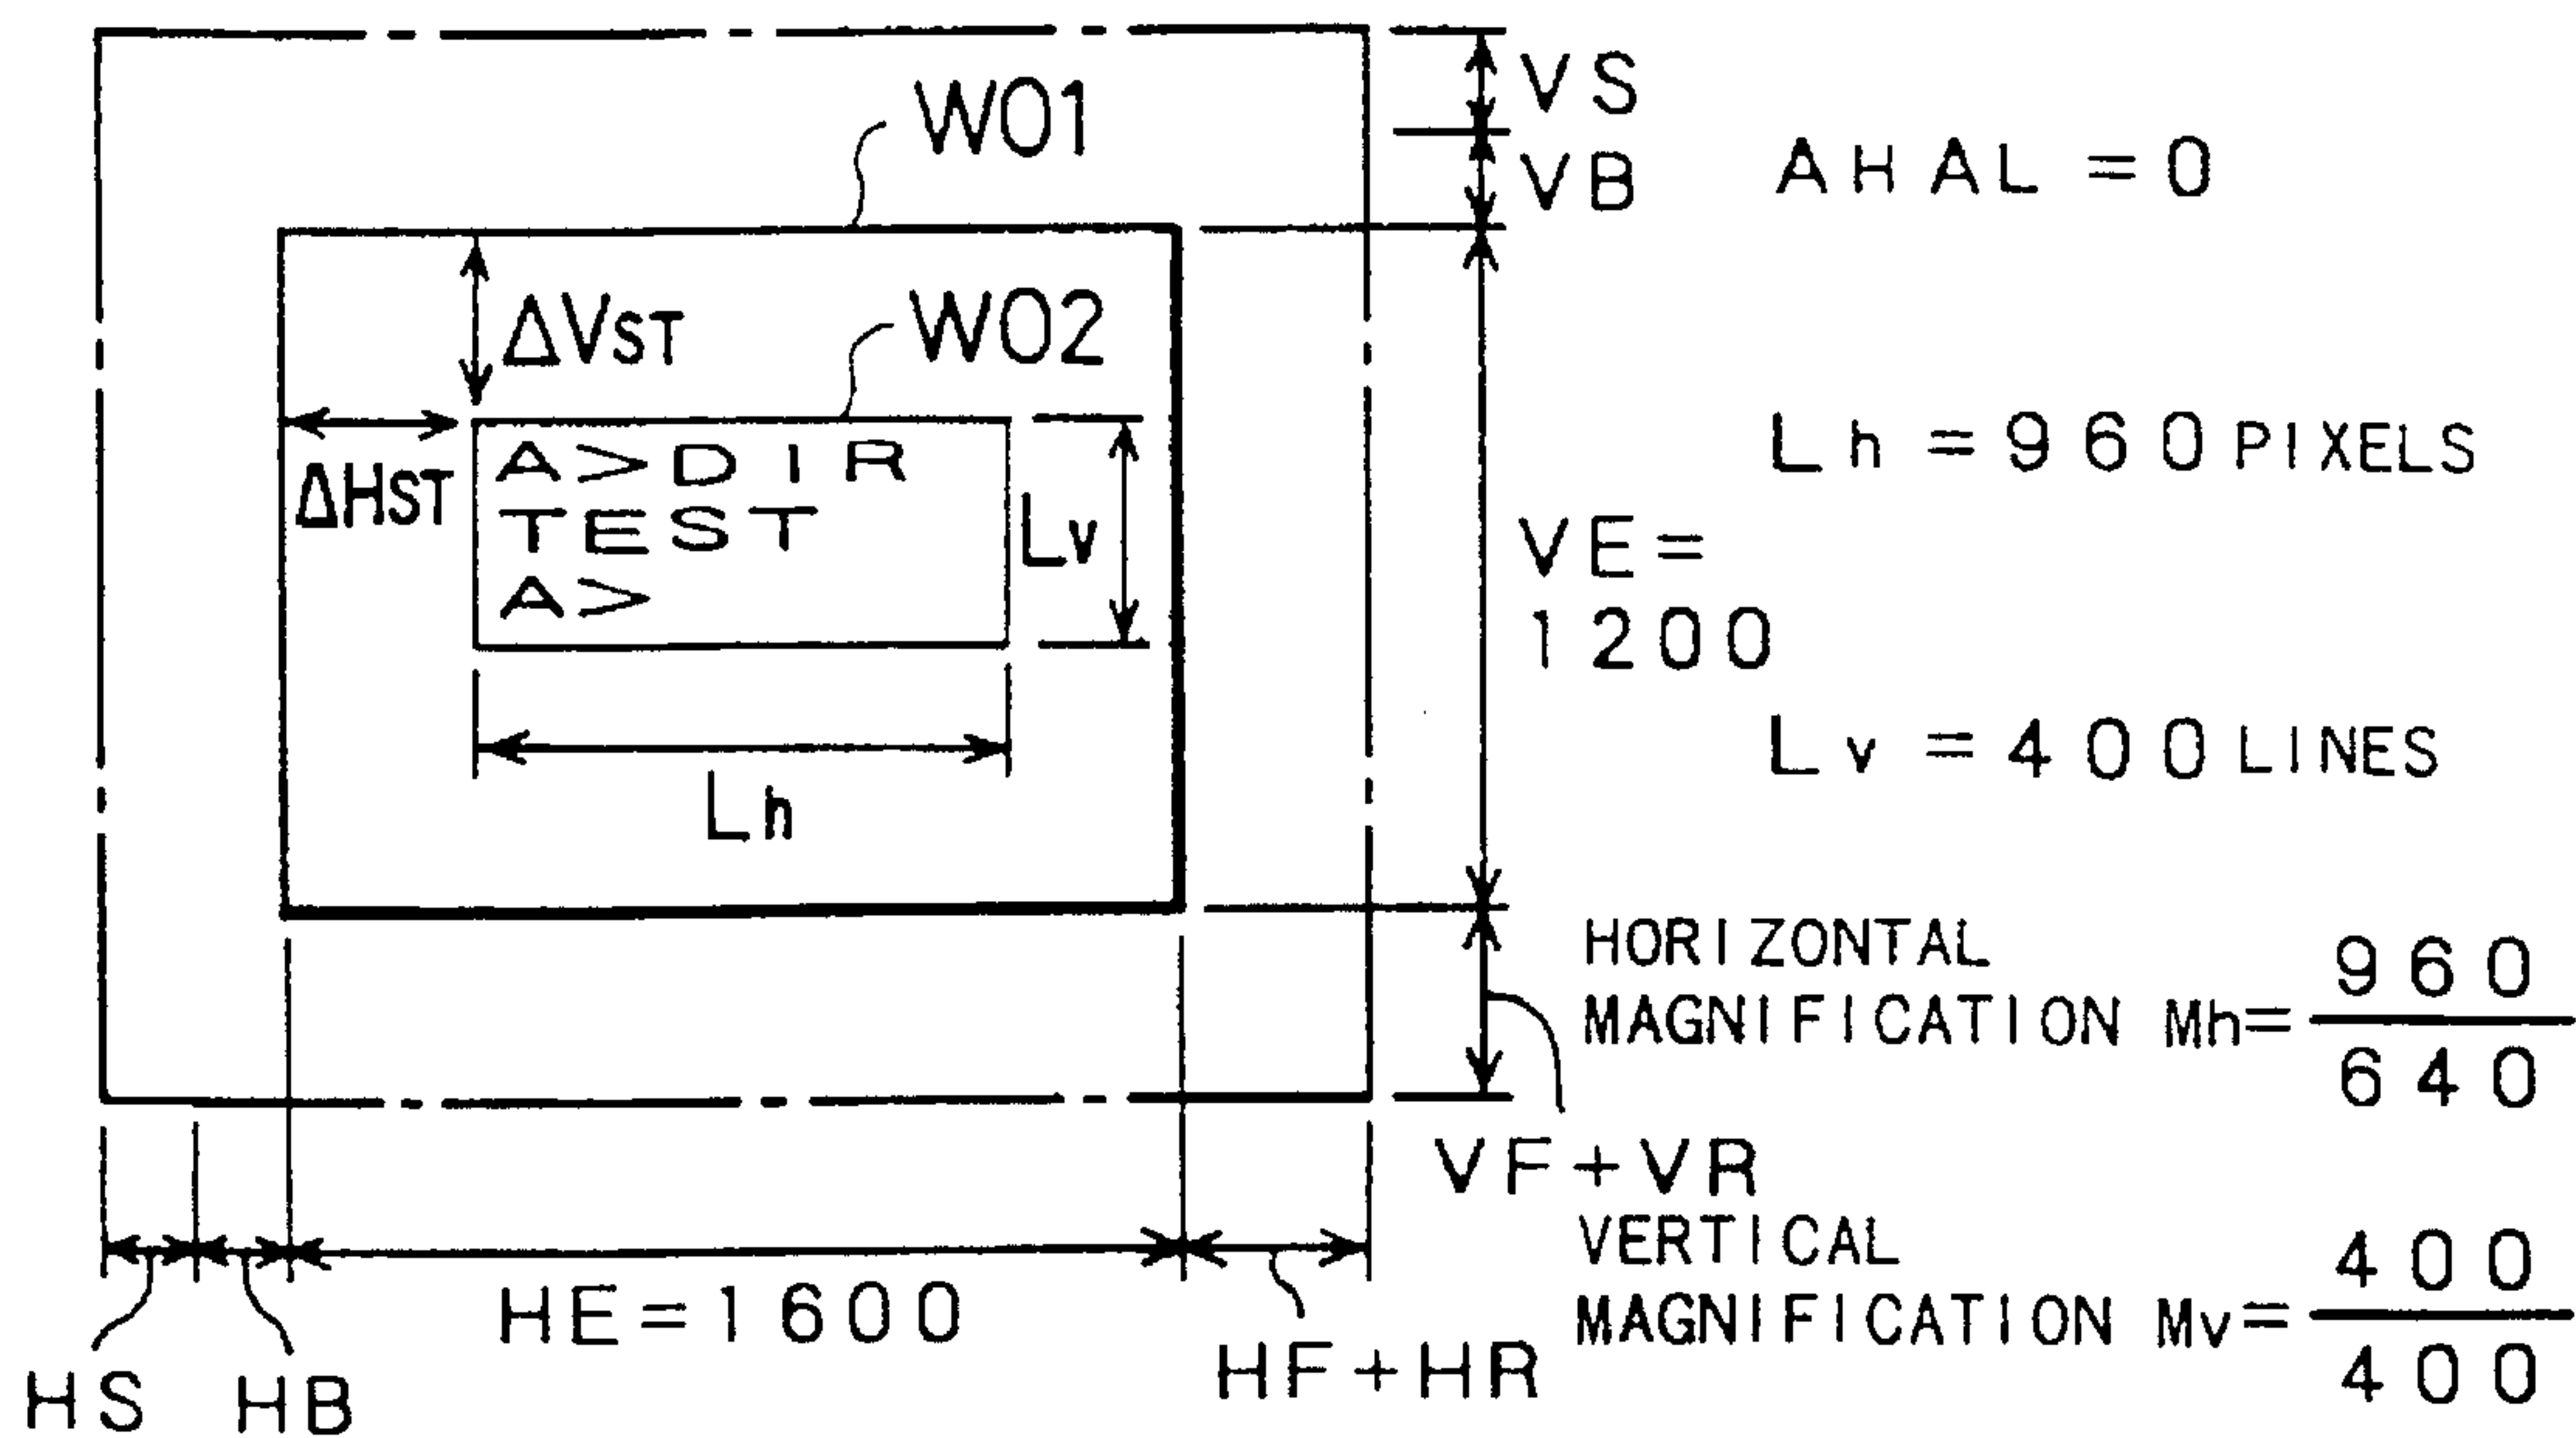 VS
W01
VB
AHAL=0
ΔVST
W02
ΔHST
A>DIR
TEST
A>
Lv
Lh=960 PIXELS
VE=
1200
Lv=400 LINES
Lh
HORIZONTAL
MAGNIFICATION Mh=960/640
VF+VR
VERTICAL
MAGNIFICATION Mv=400/400
HE=1600
HF+HR
HS
HB